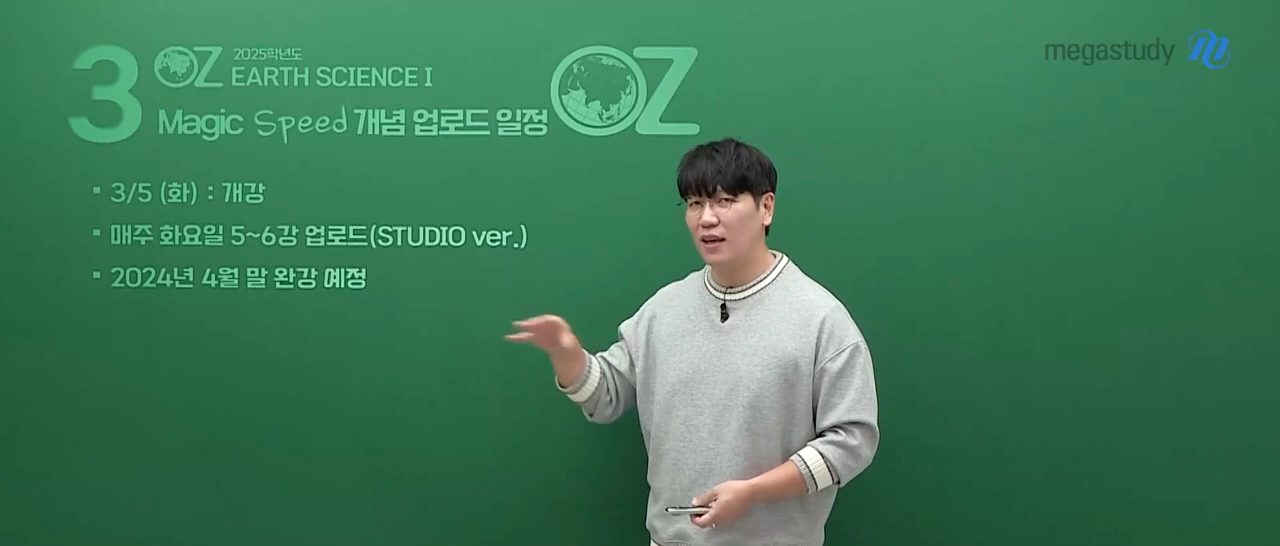 3
OZ 2025학년도
EARTH SCIENCE I
Magic Speed 개념 업로드 일정
OZ
megastudy
▪ 3/5 (화) : 개강
▪ 매주 화요일 5~6강 업로드(STUDIO ver.)
▪ 2024년 4월 말 완강 예정